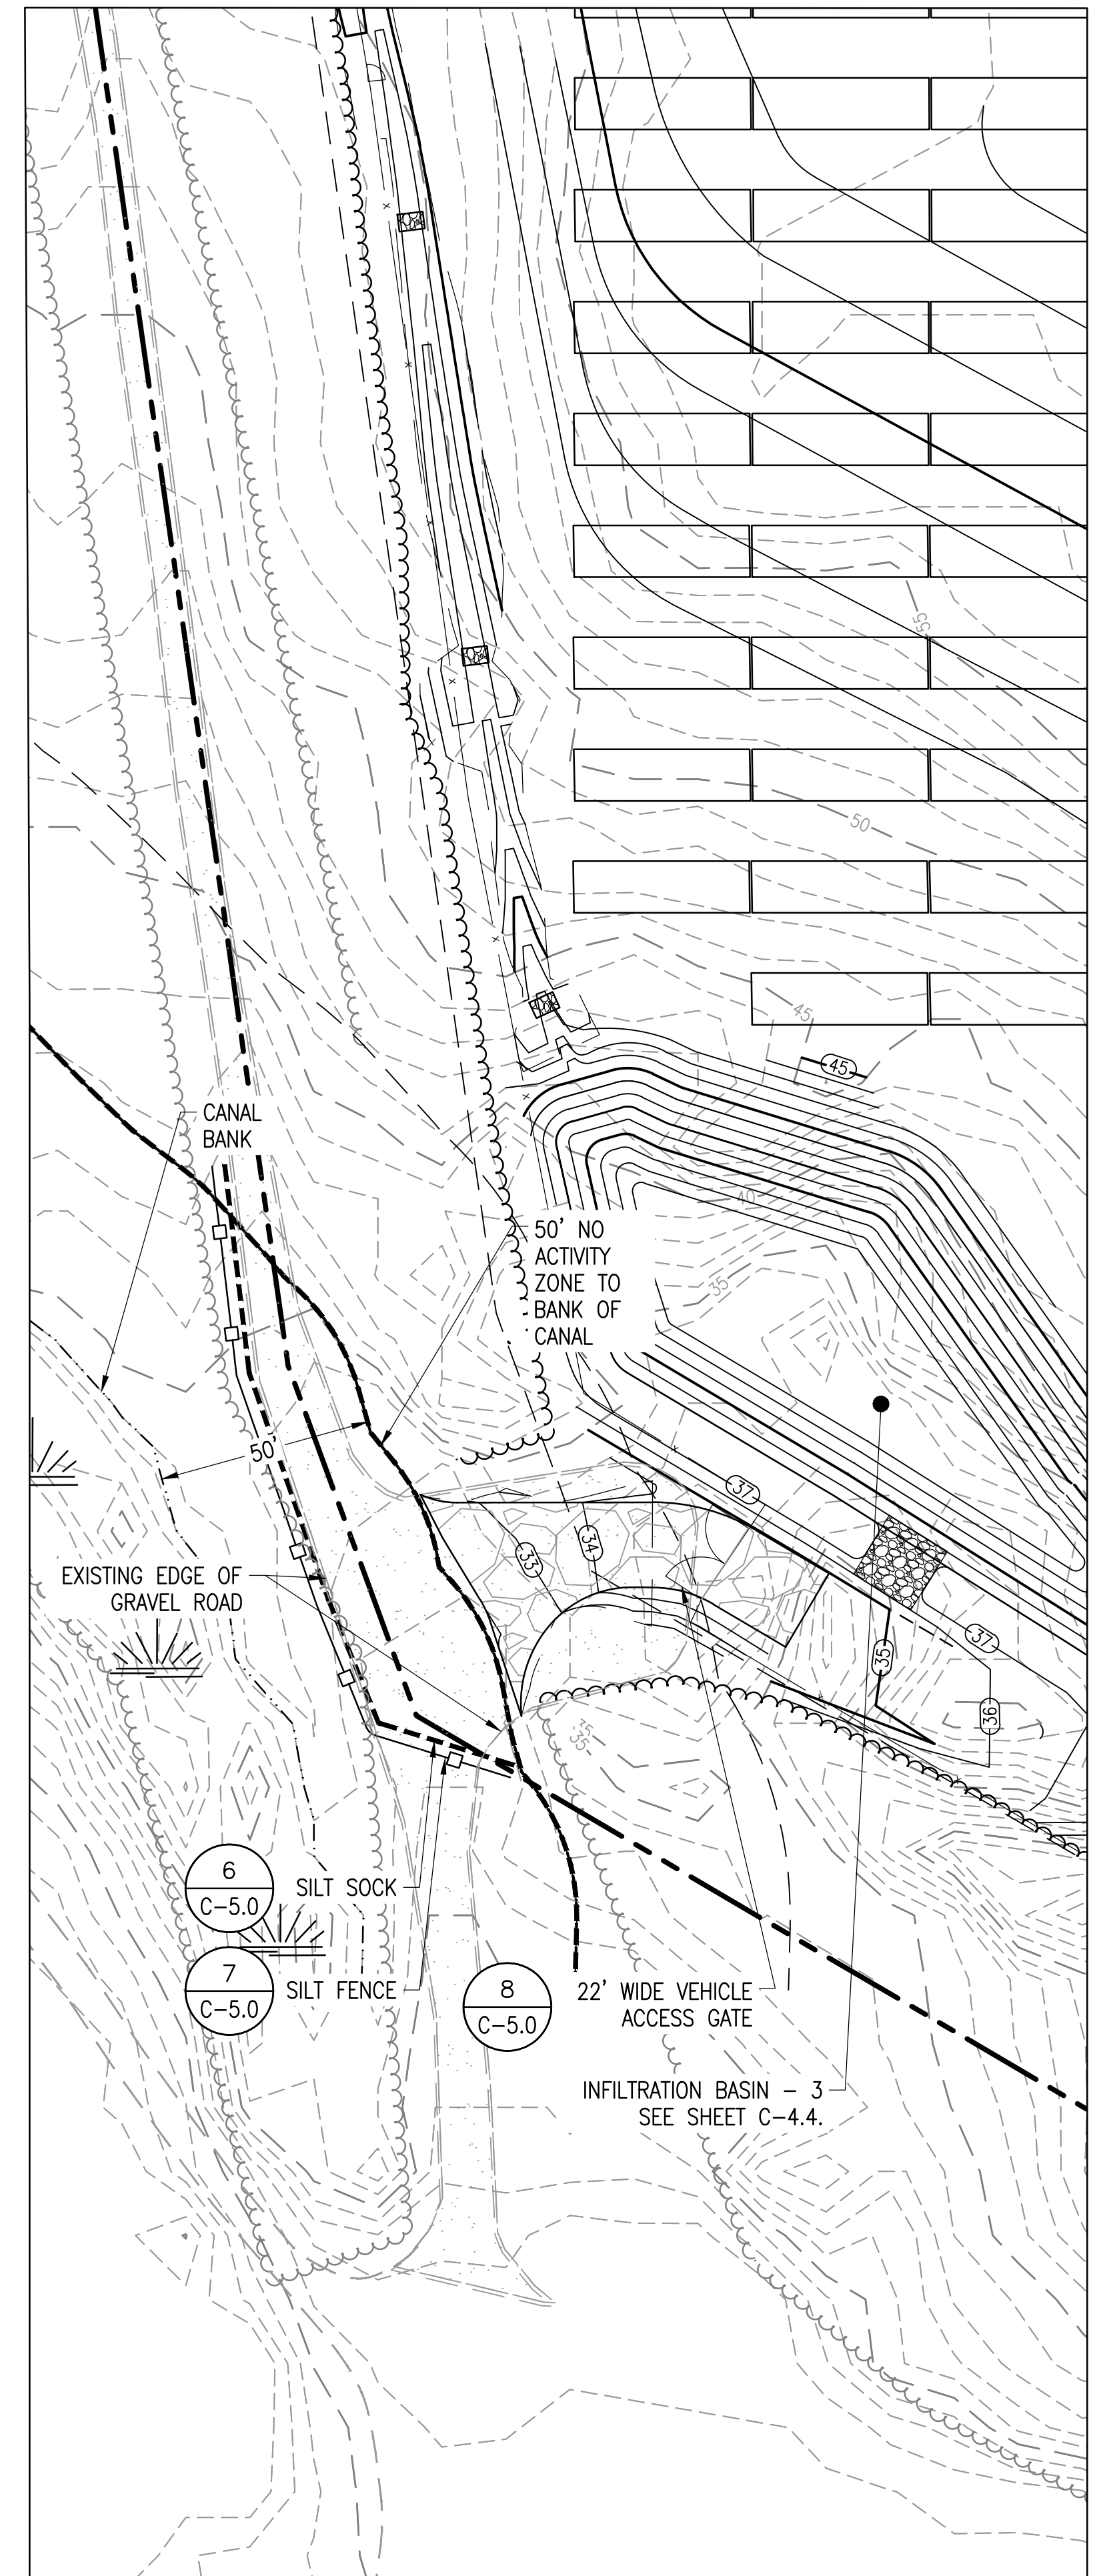 55
50
45
45
CANAL
BANK
40
50' NO
ACTIVITY
ZONE TO
BANK OF
CANAL
35
50'
37
33
34
EXISTING EDGE OF
GRAVEL ROAD
37
35
36
35
6
C-5.0
SILT SOCK
7
C-5.0
SILT FENCE
8
C-5.0
22' WIDE VEHICLE
ACCESS GATE
INFILTRATION BASIN - 3
SEE SHEET C-4.4.